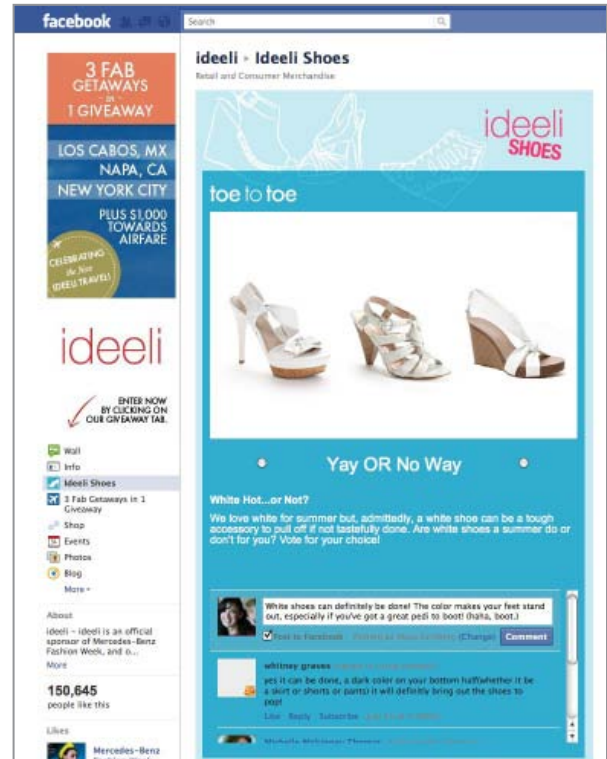 facebook
Search
3 FAB
GETAWAYS
- in -
1 GIVEAWAY
LOS CABOS, MX
NAPA, CA
NEW YORK CITY
PLUS $1,000
TOWARDS
AIRFARE
CELEBRATING
the New
IDEELI TRAVEL!
ideeli
ENTER NOW
BY CLICKING ON
OUR GIVEAWAY TAB.
Wall
Info
Ideeli Shoes
3 Fab Getaways in 1
Giveaway
Shop
Events
Photos
Blog
More
About
ideeli - ideeli is an official
sponsor of Mercedes-Benz
Fashion Week, and o...
More
150,645
people like this
Likes
Mercedes-Benz
ideeli ▸ Ideeli Shoes
Retail and Consumer Merchandise
ideeli
SHOES
toe to toe
Yay OR No Way
White Hot...or Not?
We love white for summer but, admittedly, a white shoe can be a tough
accessory to pull off if not tastefully done. Are white shoes a summer do or
don't for you? Vote for your choice!
White shoes can definitely be done! The color makes your feet stand
out, especially if you've got a great pedi to boot! (haha, boot.)
Post to Facebook (Change) Comment
whitney graves
yes it can be done, a dark color on your bottom half(whether it be
a skirt or shorts or pants) it will definitely bring out the shoes to
pop!
Like Reply Subscribe